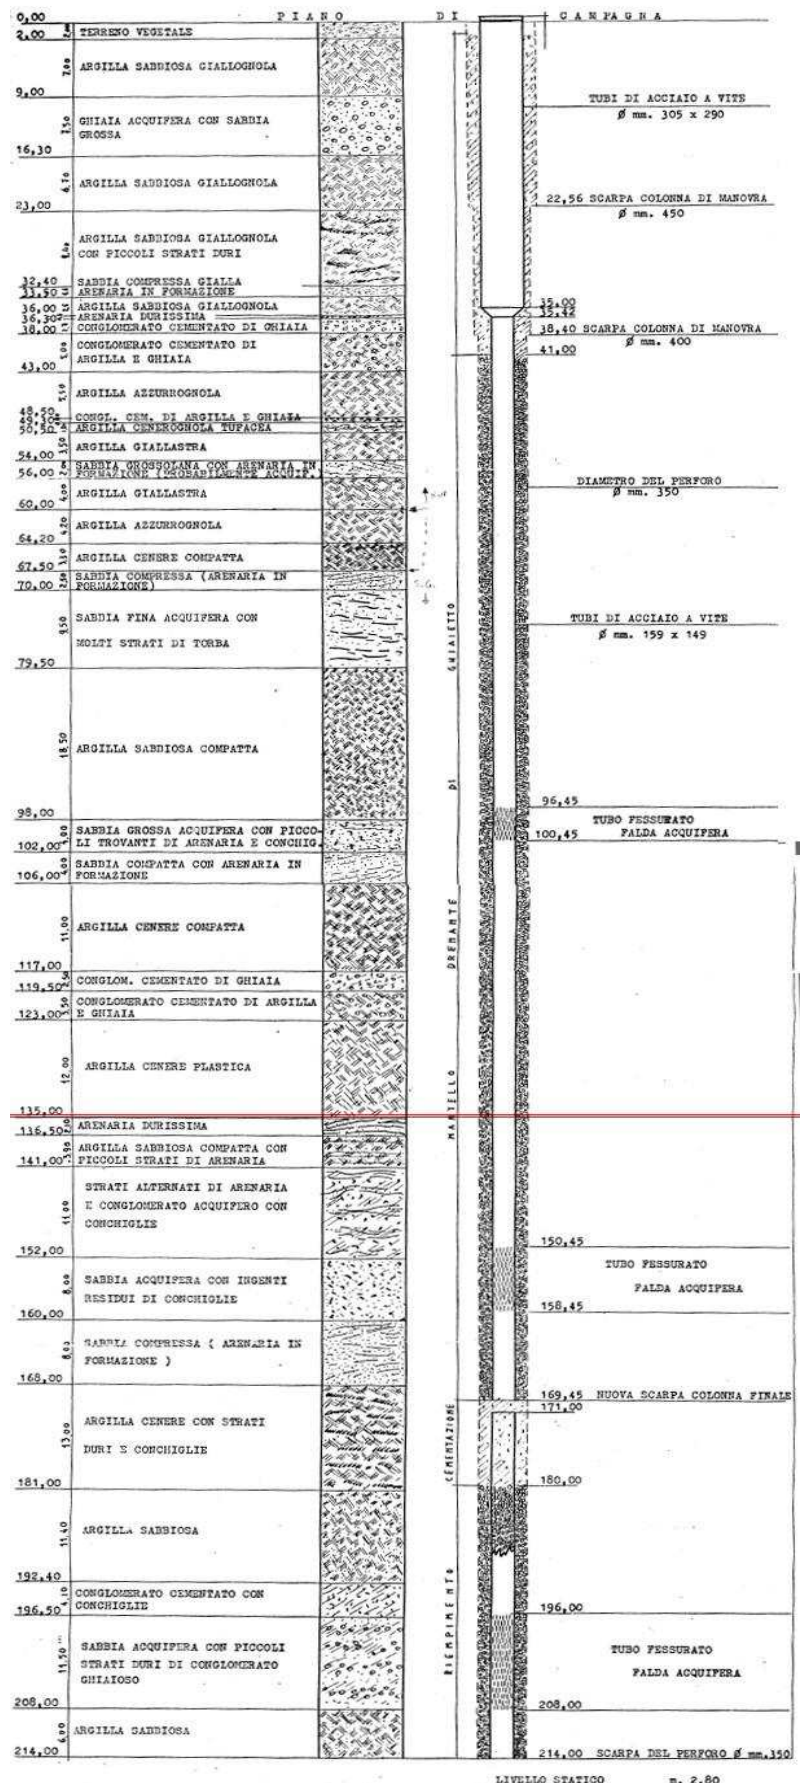 PIANO DI CAMPAGNA
0,00
2,00
TERRENO VEGETALE
7,00
ARGILLA SABBIOSA GIALLOGNOLA
9,00
GHIAIA ACQUIFERA CON SABBIA
GROSSA
16,30
6,70
ARGILLA SABBIOSA GIALLOGNOLA
23,00
ARGILLA SABBIOSA GIALLOGNOLA
CON PICCOLI STRATI DURI
32,40
SABBIA COMPRESSA GIALLA
33,50
ARENARIA IN FORMAZIONE
36,00
ARGILLA SABBIOSA GIALLOGNOLA
36,30
ARENARIA DURISSIMA
38,00
CONGLOMERATO CEMENTATO DI GHIAIA
CONGLOMERATO CEMENTATO DI
ARGILLA E GHIAIA
5,00
43,00
ARGILLA AZZURROGNOLA
48,50
CONGL. CEM. DI ARGILLA E GHIAIA
ARGILLA CENEROGNOLA TUFACEA
50,50
3,50
ARGILLA GIALLASTRA
54,00
SABBIA GROSSOLANA CON ARENARIA IN
FORMAZIONE (PROBABILMENTE ACQUIF.)
56,00
4,00
ARGILLA GIALLASTRA
60,00
4,20
ARGILLA AZZURROGNOLA
64,20
3,30
ARGILLA CENERE COMPATTA
67,50
2,50
SABBIA COMPRESSA (ARENARIA IN
FORMAZIONE)
70,00
9,50
SABBIA FINA ACQUIFERA CON
MOLTI STRATI DI TORBA
79,50
18,50
ARGILLA SABBIOSA COMPATTA
98,00
4,00
SABBIA GROSSA ACQUIFERA CON PICCO-
LI TROVANTI DI ARENARIA E CONCHIG.
102,00
4,00
SABBIA COMPATTA CON ARENARIA IN
FORMAZIONE
106,00
11,00
ARGILLA CENERE COMPATTA
117,00
2,50
CONGLOM. CEMENTATO DI GHIAIA
119,50
3,50
CONGLOMERATO CEMENTATO DI ARGILLA
E GHIAIA
123,00
12,00
ARGILLA CENERE PLASTICA
135,00
ARENARIA DURISSIMA
136,50
ARGILLA SABBIOSA COMPATTA CON
PICCOLI STRATI DI ARENARIA
141,00
11,00
STRATI ALTERNATI DI ARENARIA
E CONGLOMERATO ACQUIFERO CON
CONCHIGLIE
152,00
8,00
SABBIA ACQUIFERA CON INGENTI
RESIDUI DI CONCHIGLIE
160,00
8,00
SABBIA COMPRESSA ( ARENARIA IN
FORMAZIONE )
168,00
13,00
ARGILLA CENERE CON STRATI
DURI E CONCHIGLIE
181,00
11,40
ARGILLA SABBIOSA
192,40
4,10
CONGLOMERATO CEMENTATO CON
CONCHIGLIE
196,50
11,50
SABBIA ACQUIFERA CON PICCOLI
STRATI DURI DI CONGLOMERATO
GHIAIOSO
208,00
6,00
ARGILLA SABBIOSA
214,00
MANTELLO DRENANTE DI GHIAIETTO
CEMENTAZIONE
RIEMPIMENTO
TUBI DI ACCIAIO A VITE
Ø mm. 305 x 290
22,56 SCARPA COLONNA DI MANOVRA
Ø mm. 450
35,00
35,42
38,40 SCARPA COLONNA DI MANOVRA
Ø mm. 400
41,00
DIAMETRO DEL PERFORO
Ø mm. 350
TUBI DI ACCIAIO A VITE
Ø mm. 159 x 149
96,45
TUBO FESSURATO
FALDA ACQUIFERA
100,45
150,45
TUBO FESSURATO
FALDA ACQUIFERA
158,45
169,45 NUOVA SCARPA COLONNA FINALE
171,00
180,00
196,00
TUBO FESSURATO
FALDA ACQUIFERA
208,00
214,00 SCARPA DEL PERFORO Ø mm.350
LIVELLO STATICO m. 2,80